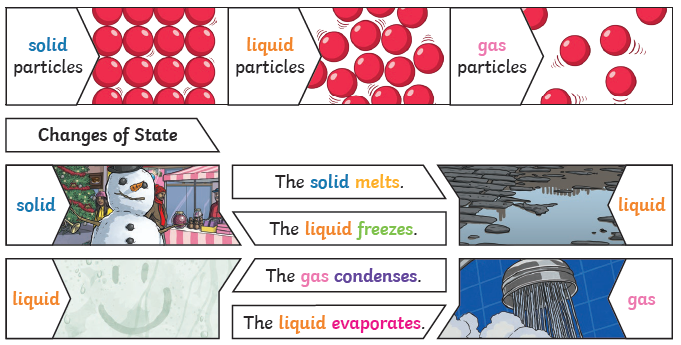 solid
particles
liquid
particles
gas
particles
Changes of State
solid
The solid melts.
The liquid freezes.
liquid
liquid
The gas condenses.
The liquid evaporates.
gas